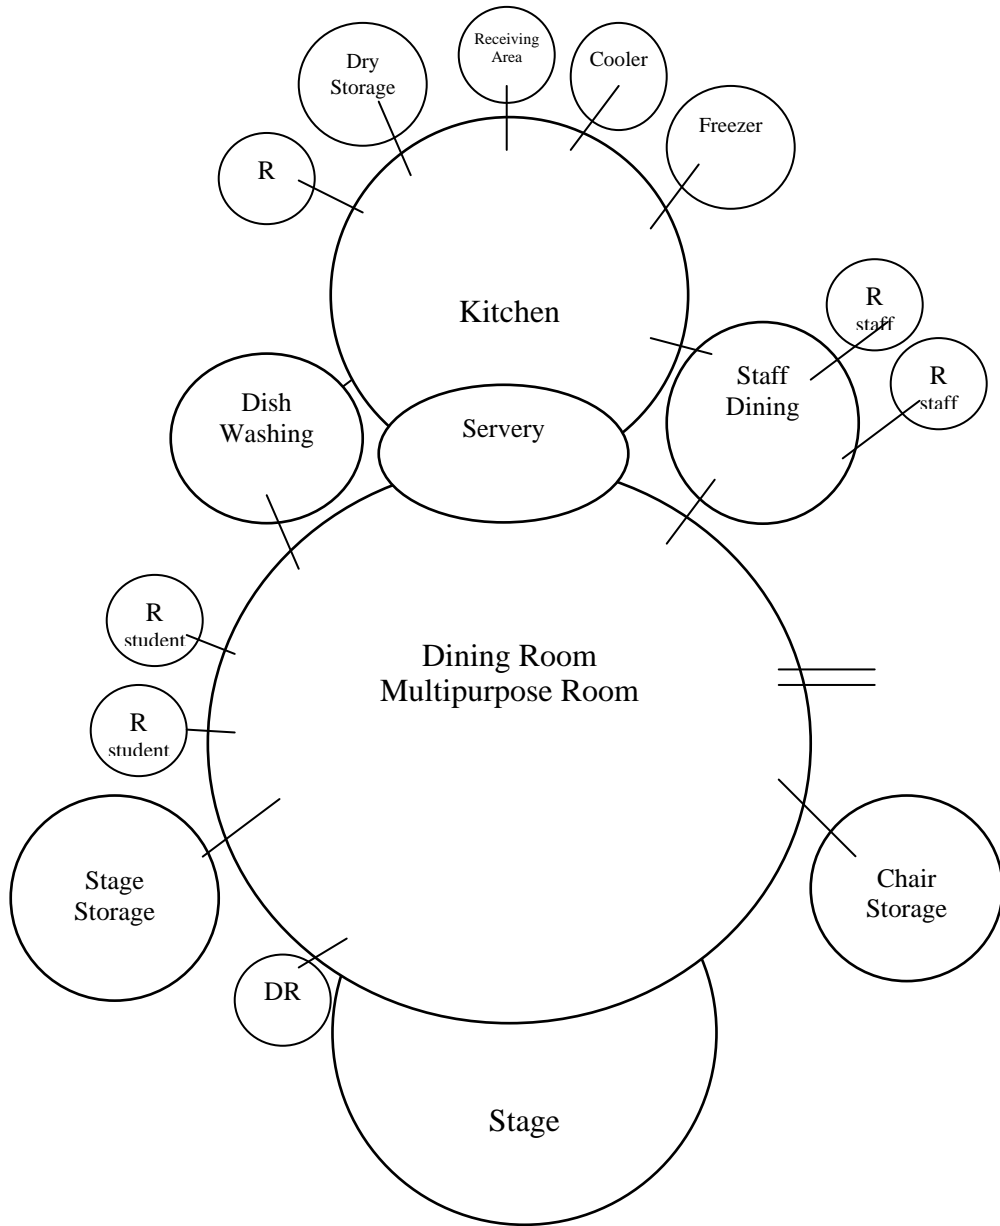 Receiving
Area
Cooler
Dry
Storage
Freezer
R
Kitchen
R
staff
R
staff
Staff
Dining
Dish
Washing
Servery
R
student
Dining Room
Multipurpose Room
R
student
Stage
Storage
Chair
Storage
DR
Stage